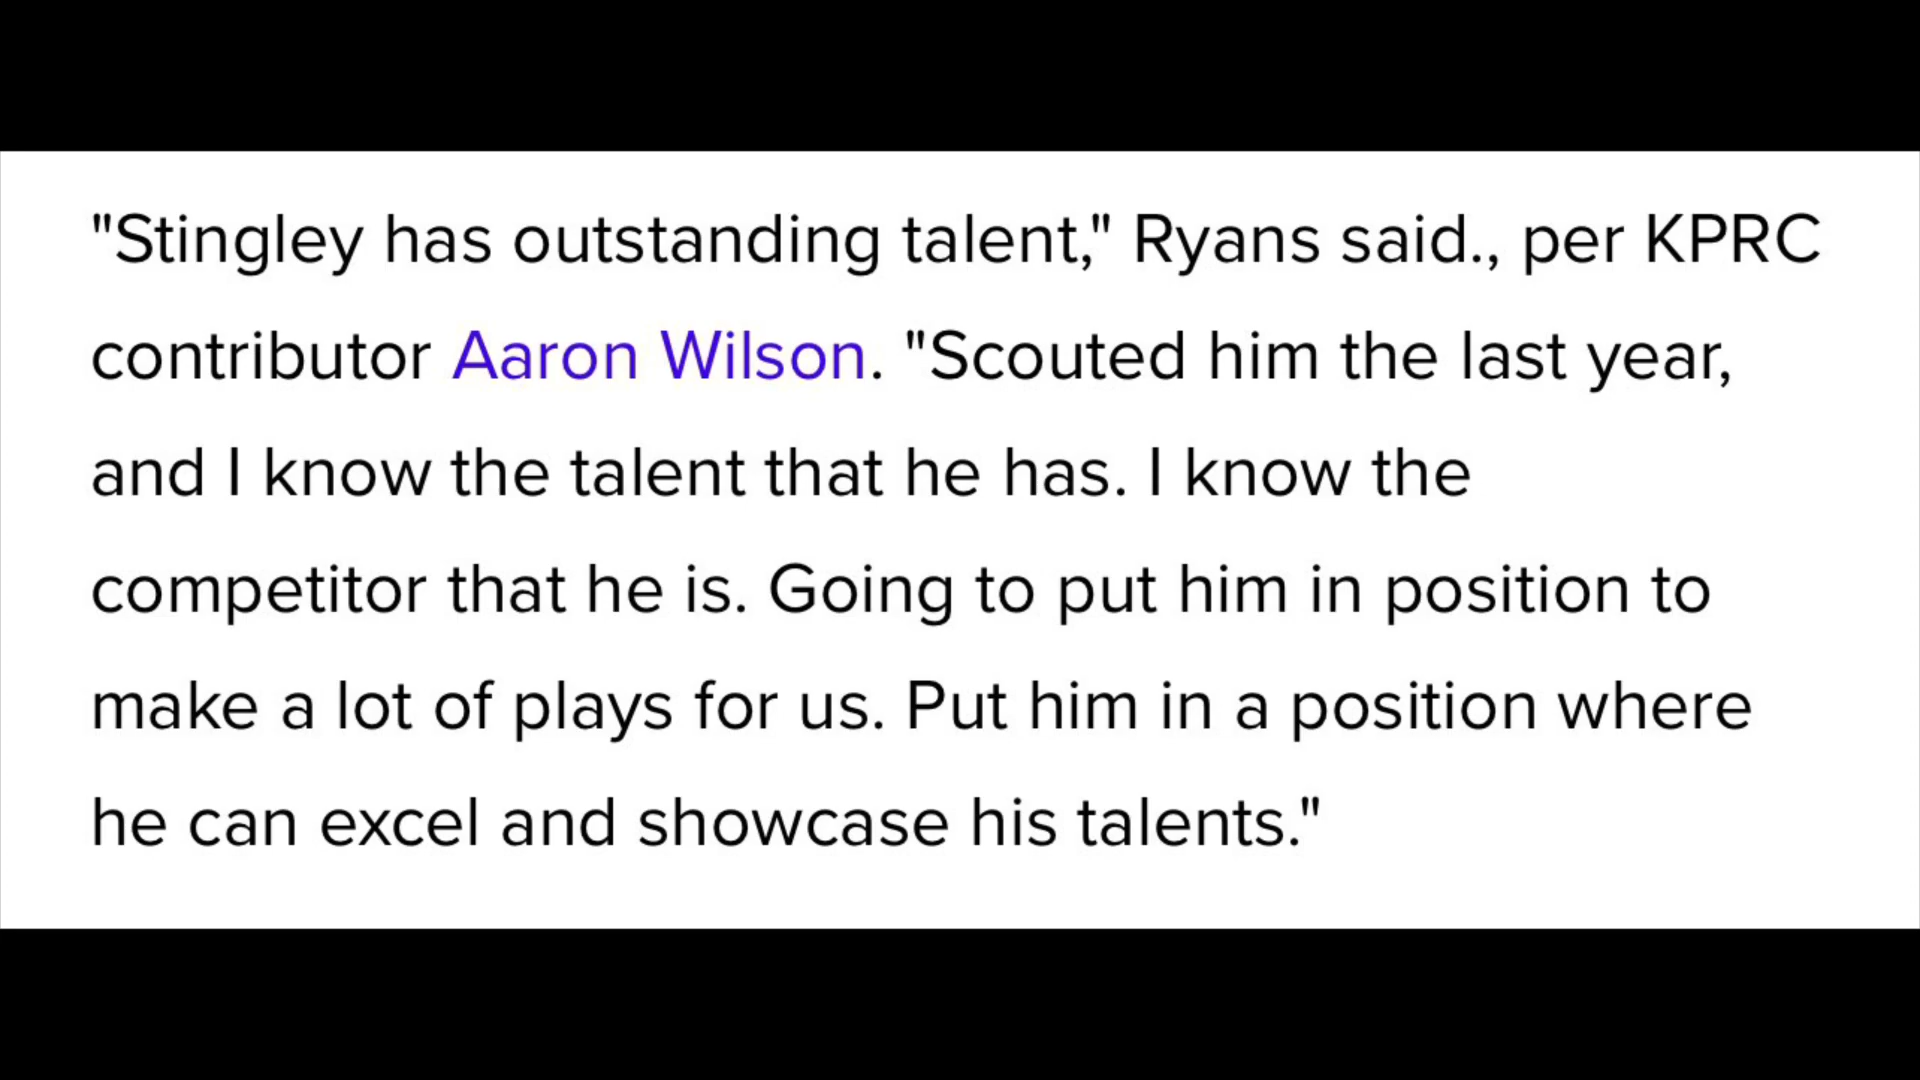 "Stingley has outstanding talent," Ryans said., per KPRC
contributor Aaron Wilson. "Scouted him the last year,
and I know the talent that he has. I know the
competitor that he is. Going to put him in position to
make a lot of plays for us. Put him in a position where
he can excel and showcase his talents."